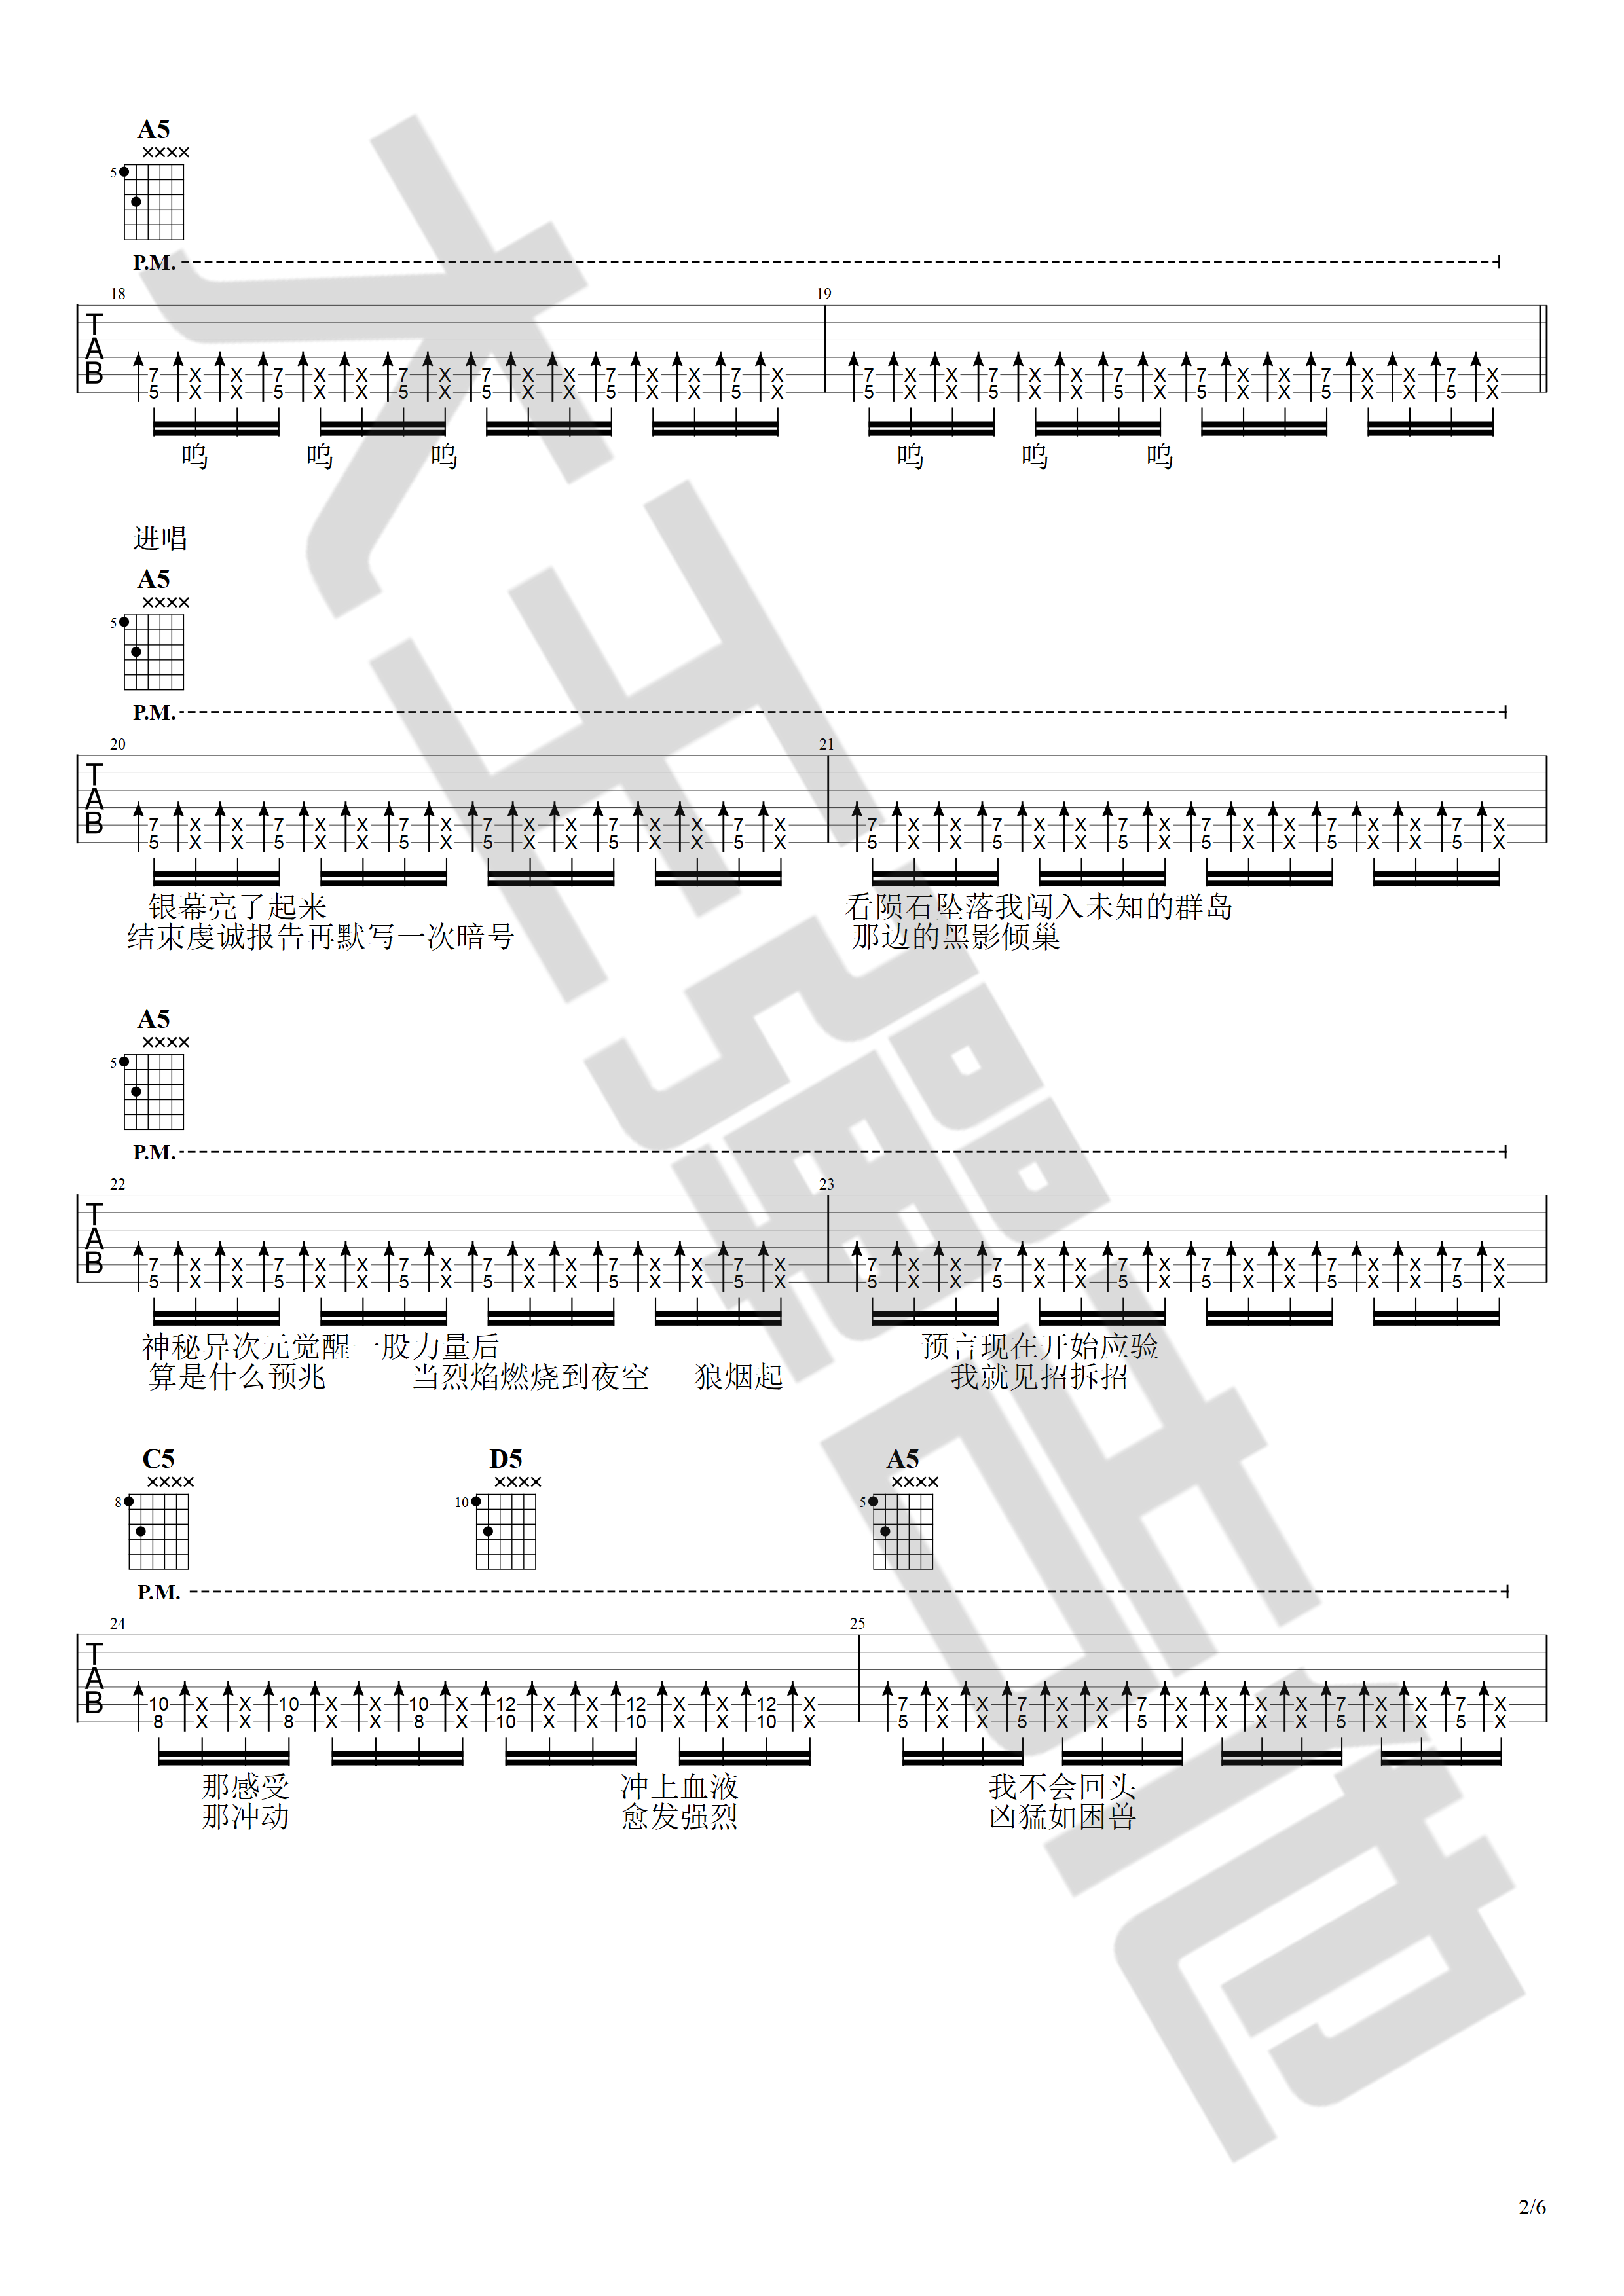 A5
××××
5
P.M.
18 19
TAB
7 X X 7 X X 7 X 7 X X 7 X X 7 X 7 X X 7 X X 7 X 7 X X 7 X X 7 X
5 X X 5 X X 5 X 5 X X 5 X X 5 X 5 X X 5 X X 5 X 5 X X 5 X X 5 X
呜 呜 呜 呜 呜 呜
进唱
A5
××××
5
P.M.
20 21
TAB
7 X X 7 X X 7 X 7 X X 7 X X 7 X 7 X X 7 X X 7 X 7 X X 7 X X 7 X
5 X X 5 X X 5 X 5 X X 5 X X 5 X 5 X X 5 X X 5 X 5 X X 5 X X 5 X
银幕亮了起来 看陨石坠落我闯入未知的群岛
结束虔诚报告再默写一次暗号 那边的黑影倾巢
A5
××××
5
P.M.
22 23
TAB
7 X X 7 X X 7 X 7 X X 7 X X 7 X 7 X X 7 X X 7 X 7 X X 7 X X 7 X
5 X X 5 X X 5 X 5 X X 5 X X 5 X 5 X X 5 X X 5 X 5 X X 5 X X 5 X
神秘异次元觉醒一股力量后 预言现在开始应验
算是什么预兆 当烈焰燃烧到夜空 狼烟起 我就见招拆招
C5 D5 A5
×××× ×××× ××××
8 10 5
P.M.
24 25
TAB
10 X X 10 X X 10 X 12 X X 12 X X 12 X 7 X X 7 X X 7 X X X X 7 X X 7 X
8 X X 8 X X 8 X 10 X X 10 X X 10 X 5 X X 5 X X 5 X X X X 5 X X 5 X
那感受 冲上血液 我不会回头
那冲动 愈发强烈 凶猛如困兽
2/6